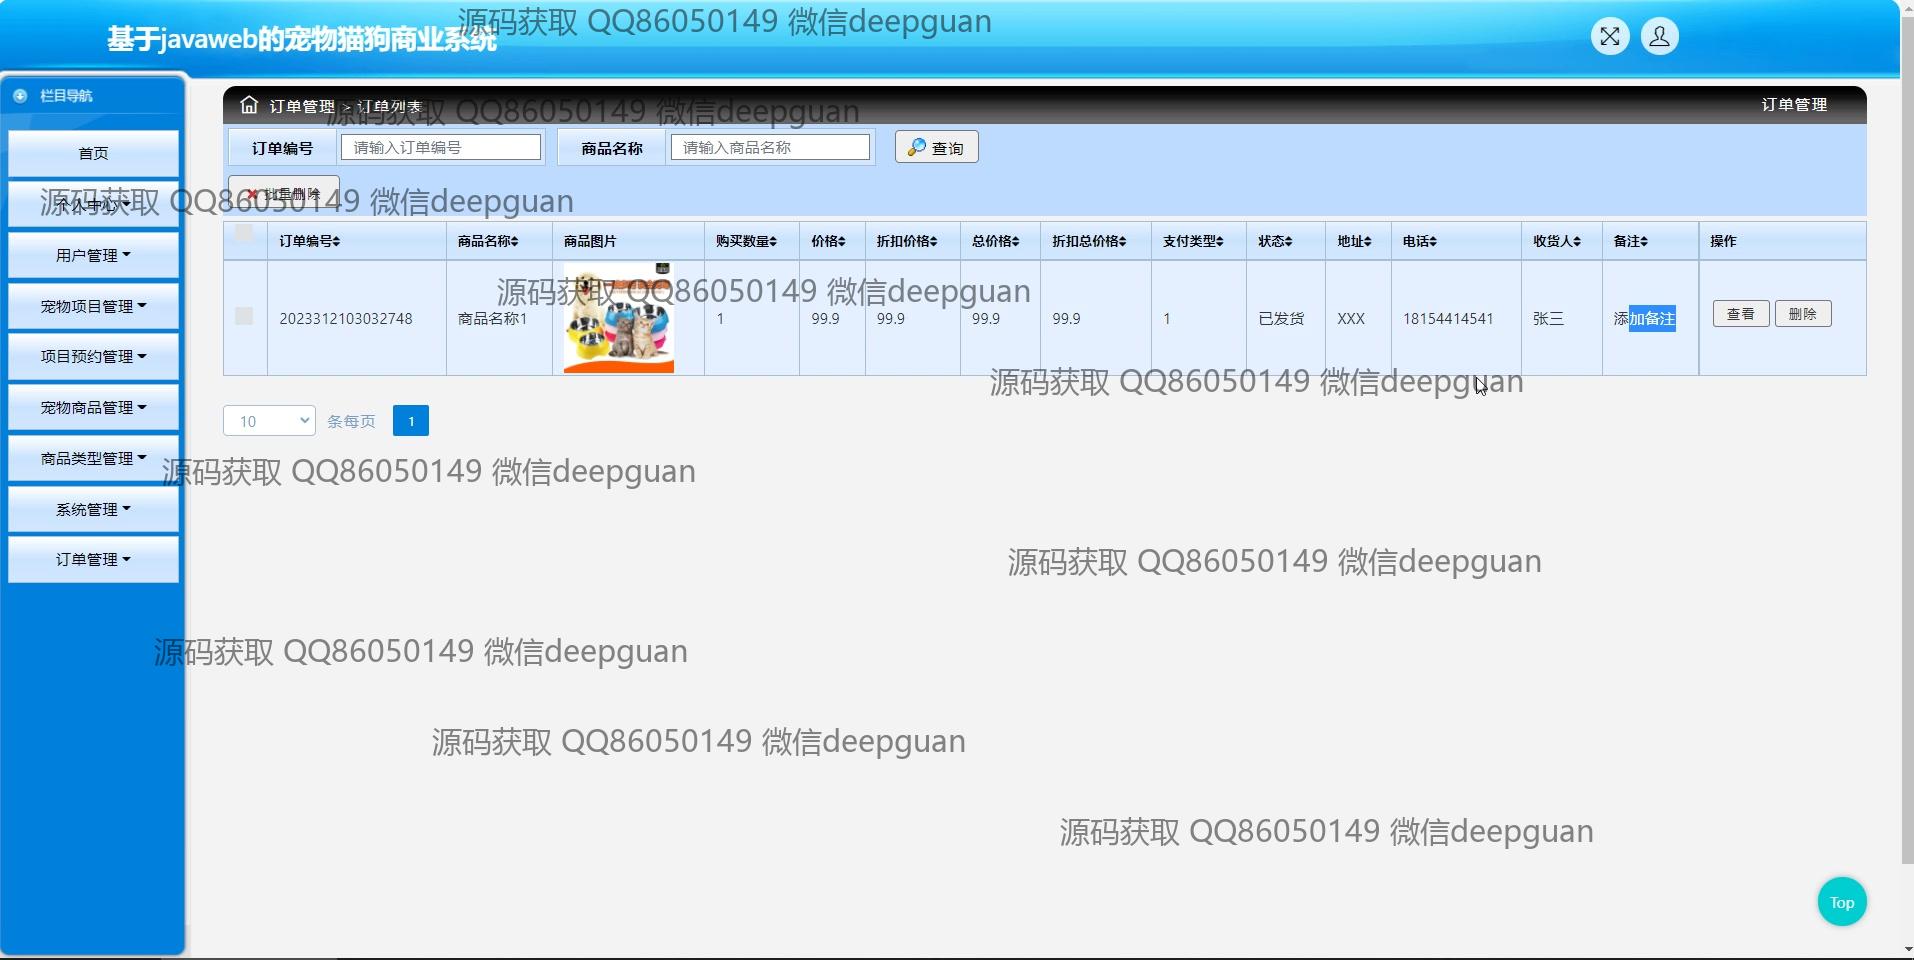 基于javaweb的宠物猫狗商业系统
源码获取 QQ86050149 微信deepguan
栏目导航
首页
个人中心
用户管理
宠物项目管理
项目预约管理
宠物商品管理
商品类型管理
系统管理
订单管理
订单管理 > 订单列表
订单管理
源码获取 QQ86050149 微信deepguan
订单编号 请输入订单编号 商品名称 请输入商品名称 查询
批量删除
源码获取 QQ86050149 微信deepguan
订单编号 商品名称 商品图片 购买数量 价格 折扣价格 总价格 折扣总价格 支付类型 状态 地址 电话 收货人 备注 操作
源码获取 QQ86050149 微信deepguan
2023312103032748 商品名称1 1 99.9 99.9 99.9 99.9 1 已发货 XXX 18154414541 张三 添加备注 查看 删除
源码获取 QQ86050149 微信deepguan
10 条每页 1
源码获取 QQ86050149 微信deepguan
源码获取 QQ86050149 微信deepguan
源码获取 QQ86050149 微信deepguan
源码获取 QQ86050149 微信deepguan
源码获取 QQ86050149 微信deepguan
Top